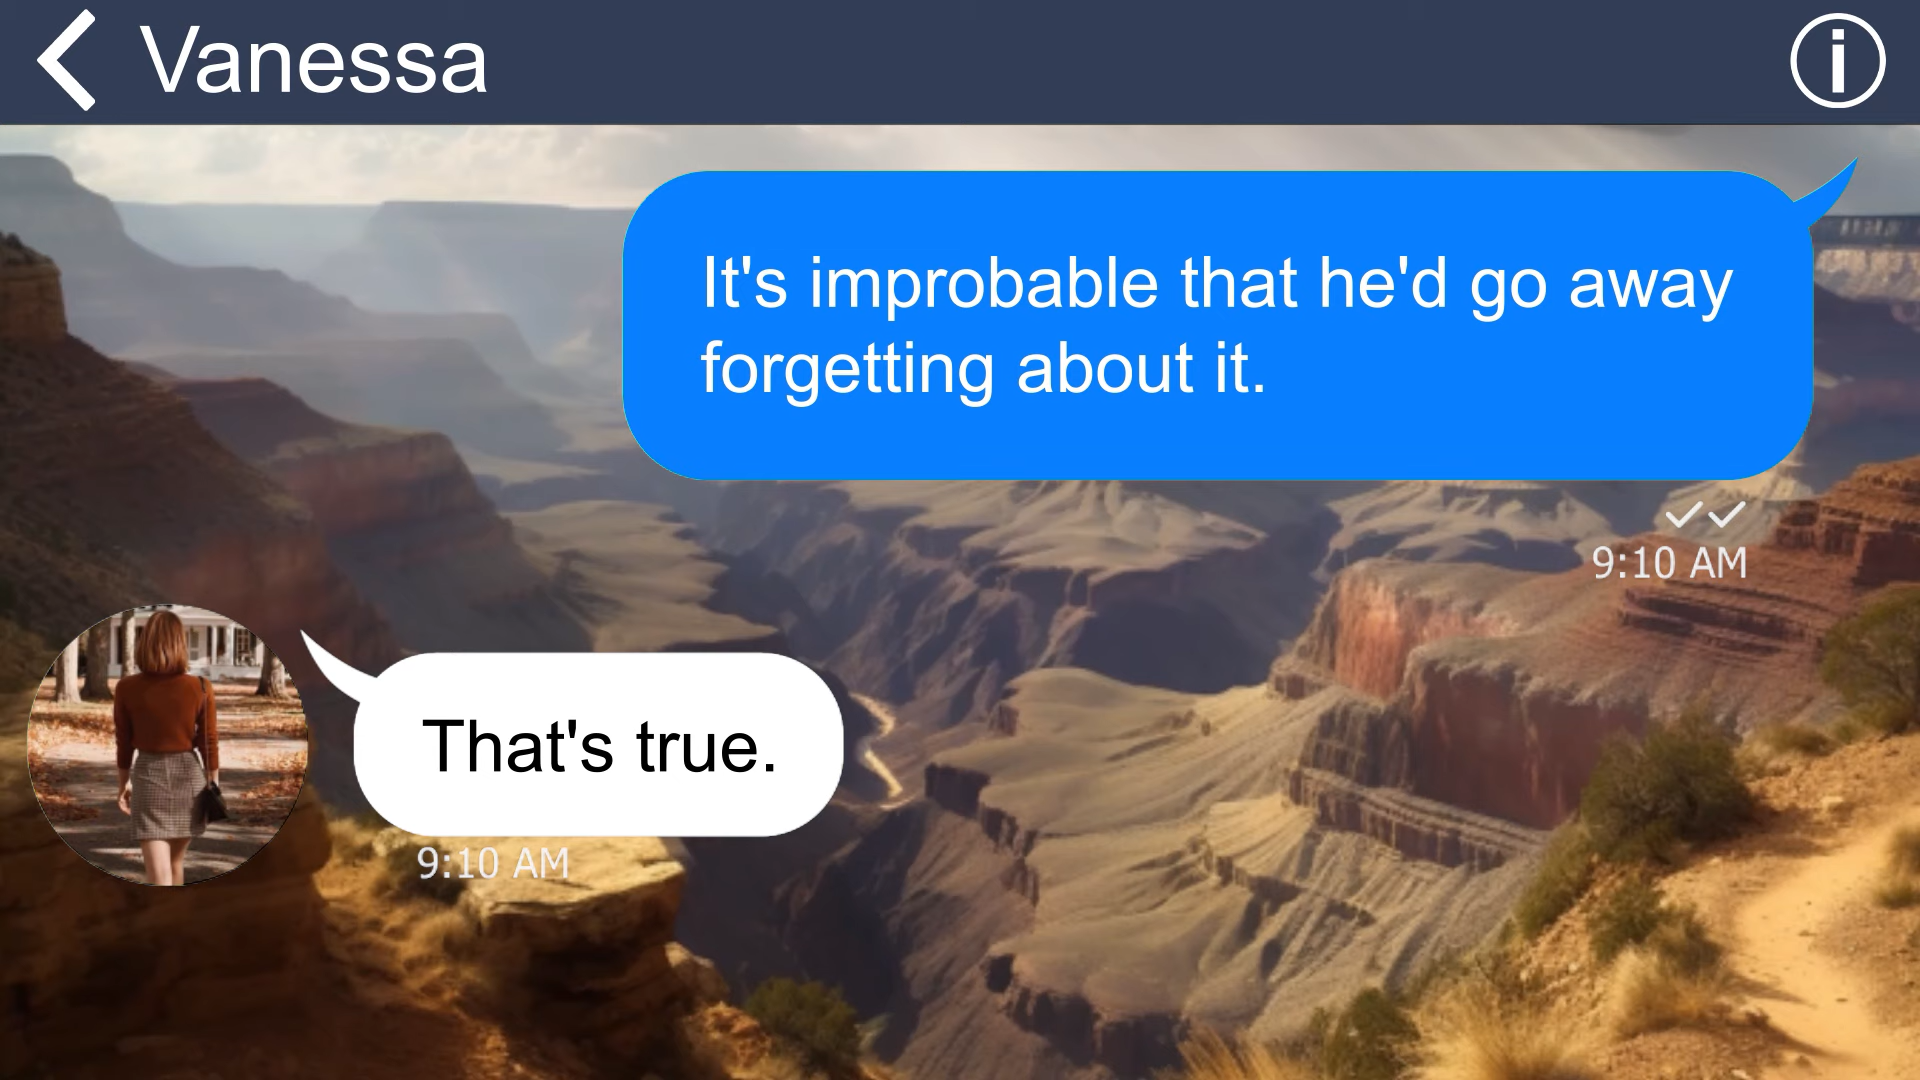 Vanessa
It's improbable that he'd go away
forgetting about it.
9:10 AM
That's true.
9:10 AM